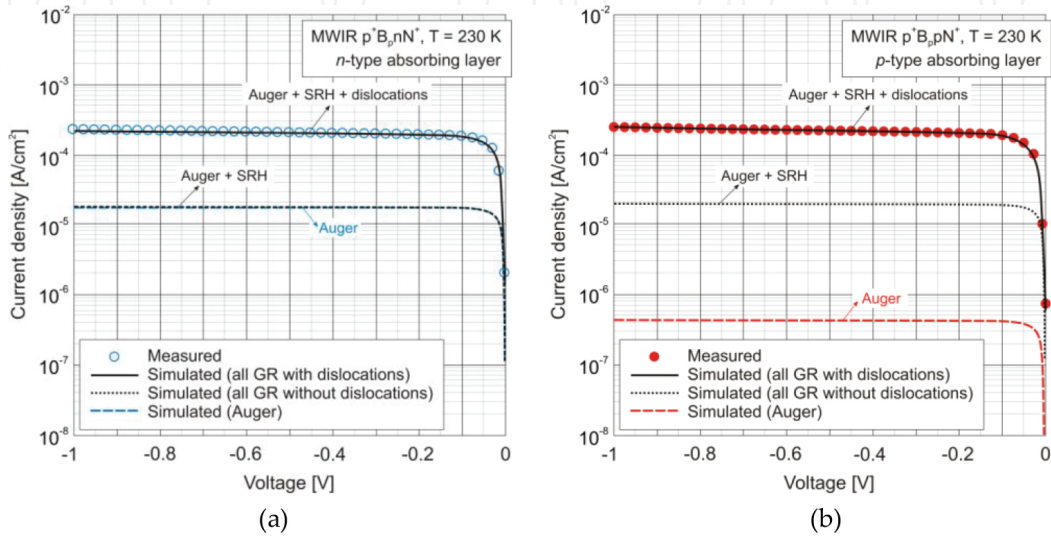 MWIR p⁺BₚnN⁺, T = 230 K
n-type absorbing layer
Auger + SRH + dislocations
Auger + SRH
Auger
Measured
Simulated (all GR with dislocations)
Simulated (all GR without dislocations)
Simulated (Auger)
Current density [A/cm²]
10⁻²
10⁻³
10⁻⁴
10⁻⁵
10⁻⁶
10⁻⁷
10⁻⁸
-1 -0.8 -0.6 -0.4 -0.2 0
Voltage [V]
(a)
MWIR p⁺BₚpN⁺, T = 230 K
p-type absorbing layer
Auger + SRH + dislocations
Auger + SRH
Auger
Measured
Simulated (all GR with dislocations)
Simulated (all GR without dislocations)
Simulated (Auger)
Current density [A/cm²]
10⁻²
10⁻³
10⁻⁴
10⁻⁵
10⁻⁶
10⁻⁷
10⁻⁸
-1 -0.8 -0.6 -0.4 -0.2 0
Voltage [V]
(b)